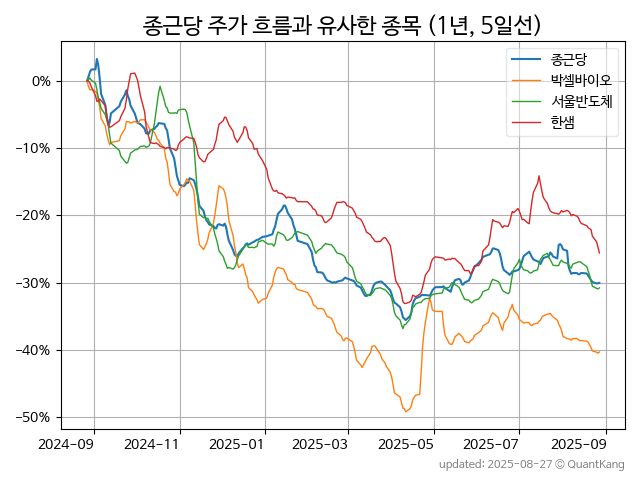 종근당 주가 흐름과 유사한 종목 (1년, 5일선)
종근당
박셀바이오
서울반도체
한샘
0%
−10%
−20%
−30%
−40%
−50%
2024-09
2024-11
2025-01
2025-03
2025-05
2025-07
2025-09
updated: 2025-08-27 © QuantKang